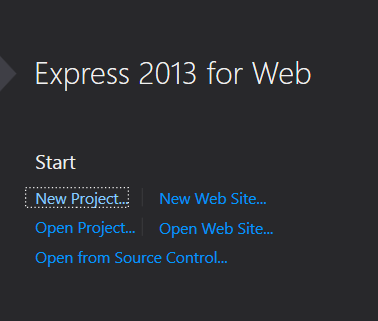 Express 2013 for Web
Start
New Project... New Web Site...
Open Project... Open Web Site...
Open from Source Control...